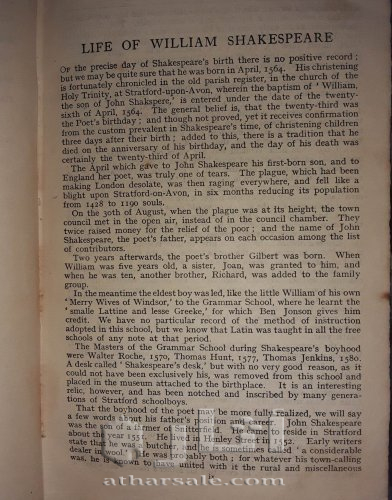 LIFE OF WILLIAM SHAKESPEARE
OF the precise day of Shakespeare's birth there is no positive record;
but we may be quite sure that he was born in April, 1564. His christening
is fortunately chronicled in the old parish register, in the church of the
Holy Trinity, at Stratford-upon-Avon, wherein the baptism of 'William,
the son of John Shakspere,' is entered under the date of the twenty-
sixth of April, 1564. The general belief is, that the twenty-third was
the Poet's birthday; and though not proved, yet it receives confirmation
from the custom prevalent in Shakespeare's time, of christening children
three days after their birth; added to this, there is a tradition that he
died on the anniversary of his birthday, and the day of his death was
certainly the twenty-third of April.
The April which gave to John Shakespeare his first-born son, and to
England her poet, was truly one of tears. The plague, which had been
making London desolate, was then raging everywhere, and fell like a
blight upon Stratford-on-Avon, in six months reducing its population
from 1428 to 1190 souls.
On the 30th of August, when the plague was at its height, the town
council met in the open air, instead of in the council chamber. They
twice raised money for the relief of the poor; and the name of John
Shakespeare, the poet's father, appears on each occasion among the list
of contributors.
Two years afterwards, the poet's brother Gilbert was born. When
William was five years old, a sister, Joan, was granted to him, and
when he was ten, another brother, Richard, was added to the family
group.
In the meantime the eldest boy was led, like the little William of his own
'Merry Wives of Windsor,' to the Grammar School, where he learnt the
'smalle Lattine and lesse Greeke,' for which Ben Jonson gives him
credit. We have no particular record of the method of instruction
adopted in this school, but we know that Latin was taught in all the free
schools of any note at that period.
The Masters of the Grammar School during Shakespeare's boyhood
were Walter Roche, 1570, Thomas Hunt, 1577, Thomas Jenkins, 1580.
A desk called 'Shakespeare's desk,' but with no very good reason, as it
could not have been exclusively his, was removed from this school and
placed in the museum attached to the birthplace. It is an interesting
relic, however, and has been notched and inscribed by many genera-
tions of Stratford schoolboys.
That the boyhood of the poet may be more fully realized, we will say
a few words about his father's John Shakespeare
was the son farmer of Snitterfield reside in
about the year 1551. He in Henley Street 1552. Early writers
state that he was a butcher and sometimes called 'a considerable
dealer in wool.' He was probably both; for whatever his town-calling
was, he is known to have united with it the rural and miscellaneous
atharsale.com